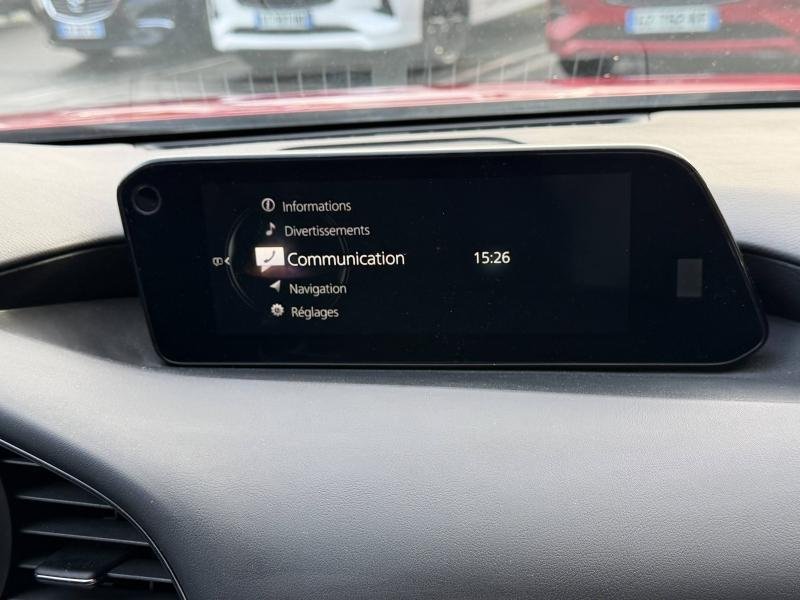 Informations
Divertissements
Communication 15:26
Navigation
Réglages